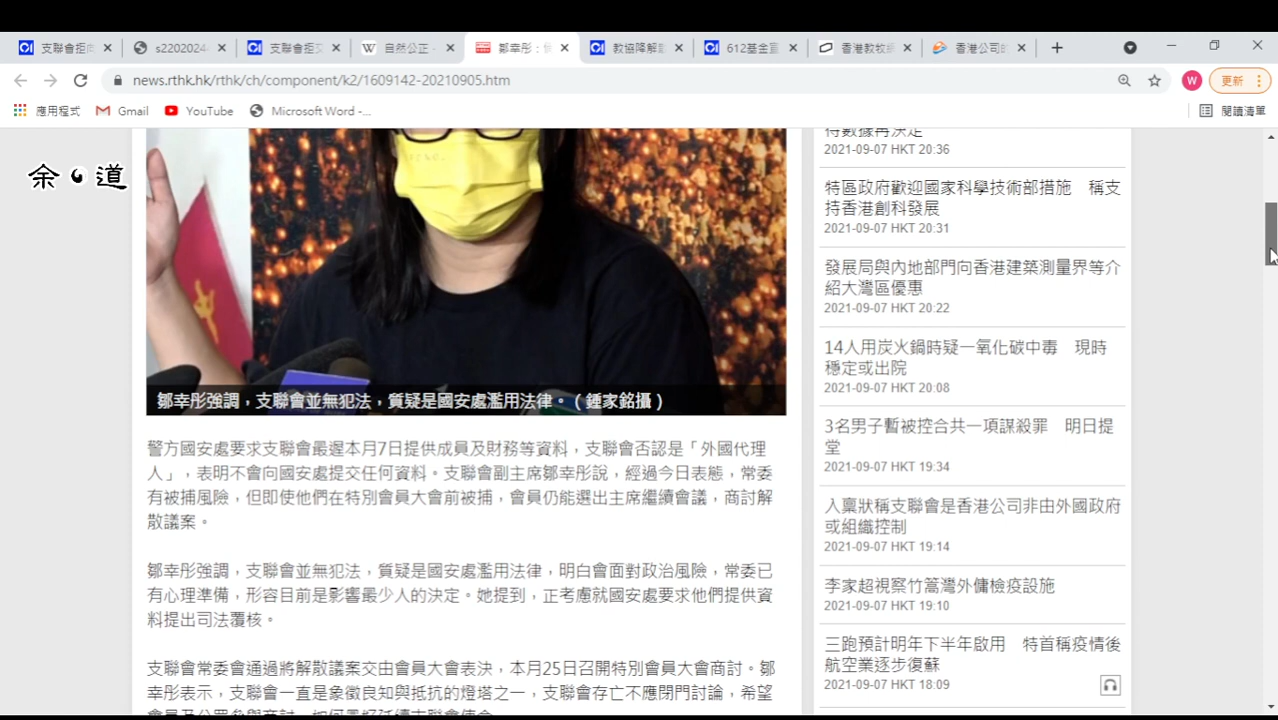 支聯會拒向
s2202024
支聯會拒交
自然公正 -
鄒幸彤：
教協降解散
612基金宣
香港教牧
香港公司的
news.rthk.hk/rthk/ch/component/k2/1609142-20210905.htm
W
更新
應用程式
Gmail
YouTube
Microsoft Word -...
閱讀清單
余道
待數據再決定
2021-09-07 HKT 20:36
特區政府歡迎國家科學技術部措施 稱支
持香港創科發展
2021-09-07 HKT 20:31
發展局與內地部門向香港建築測量界等介
紹大灣區優惠
2021-09-07 HKT 20:22
14人用炭火鍋時疑一氧化碳中毒 現時
穩定或出院
2021-09-07 HKT 20:08
3名男子暫被控合共一項謀殺罪 明日提
堂
2021-09-07 HKT 19:34
入稟狀稱支聯會是香港公司非由外國政府
或組織控制
2021-09-07 HKT 19:14
李家超視察竹篙灣外傭檢疫設施
2021-09-07 HKT 19:10
三跑預計明年下半年啟用 特首稱疫情後
航空業逐步復蘇
2021-09-07 HKT 18:09
鄒幸彤強調，支聯會並無犯法，質疑是國安處濫用法律。（鍾家銘攝）
警方國安處要求支聯會最遲本月7日提供成員及財務等資料，支聯會否認是「外國代理
人」，表明不會向國安處提交任何資料。支聯會副主席鄒幸彤說，經過今日表態，常委
有被捕風險，但即使他們在特別會員大會前被捕，會員仍能選出主席繼續會議，商討解
散議案。
鄒幸彤強調，支聯會並無犯法，質疑是國安處濫用法律，明白會面對政治風險，常委已
有心理準備，形容目前是影響最少人的決定。她提到，正考慮就國安處要求他們提供資
料提出司法覆核。
支聯會常委會通過將解散議案交由會員大會表決，本月25日召開特別會員大會商討。鄒
幸彤表示，支聯會一直是象徵良知與抵抗的燈塔之一，支聯會存亡不應閉門討論，希望